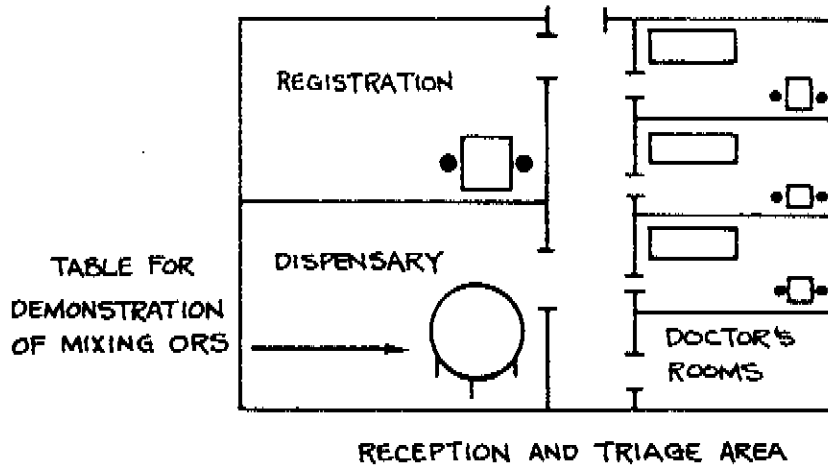 REGISTRATION
DISPENSARY
TABLE FOR
DEMONSTRATION
OF MIXING ORS
DOCTOR'S
ROOMS
RECEPTION AND TRIAGE AREA